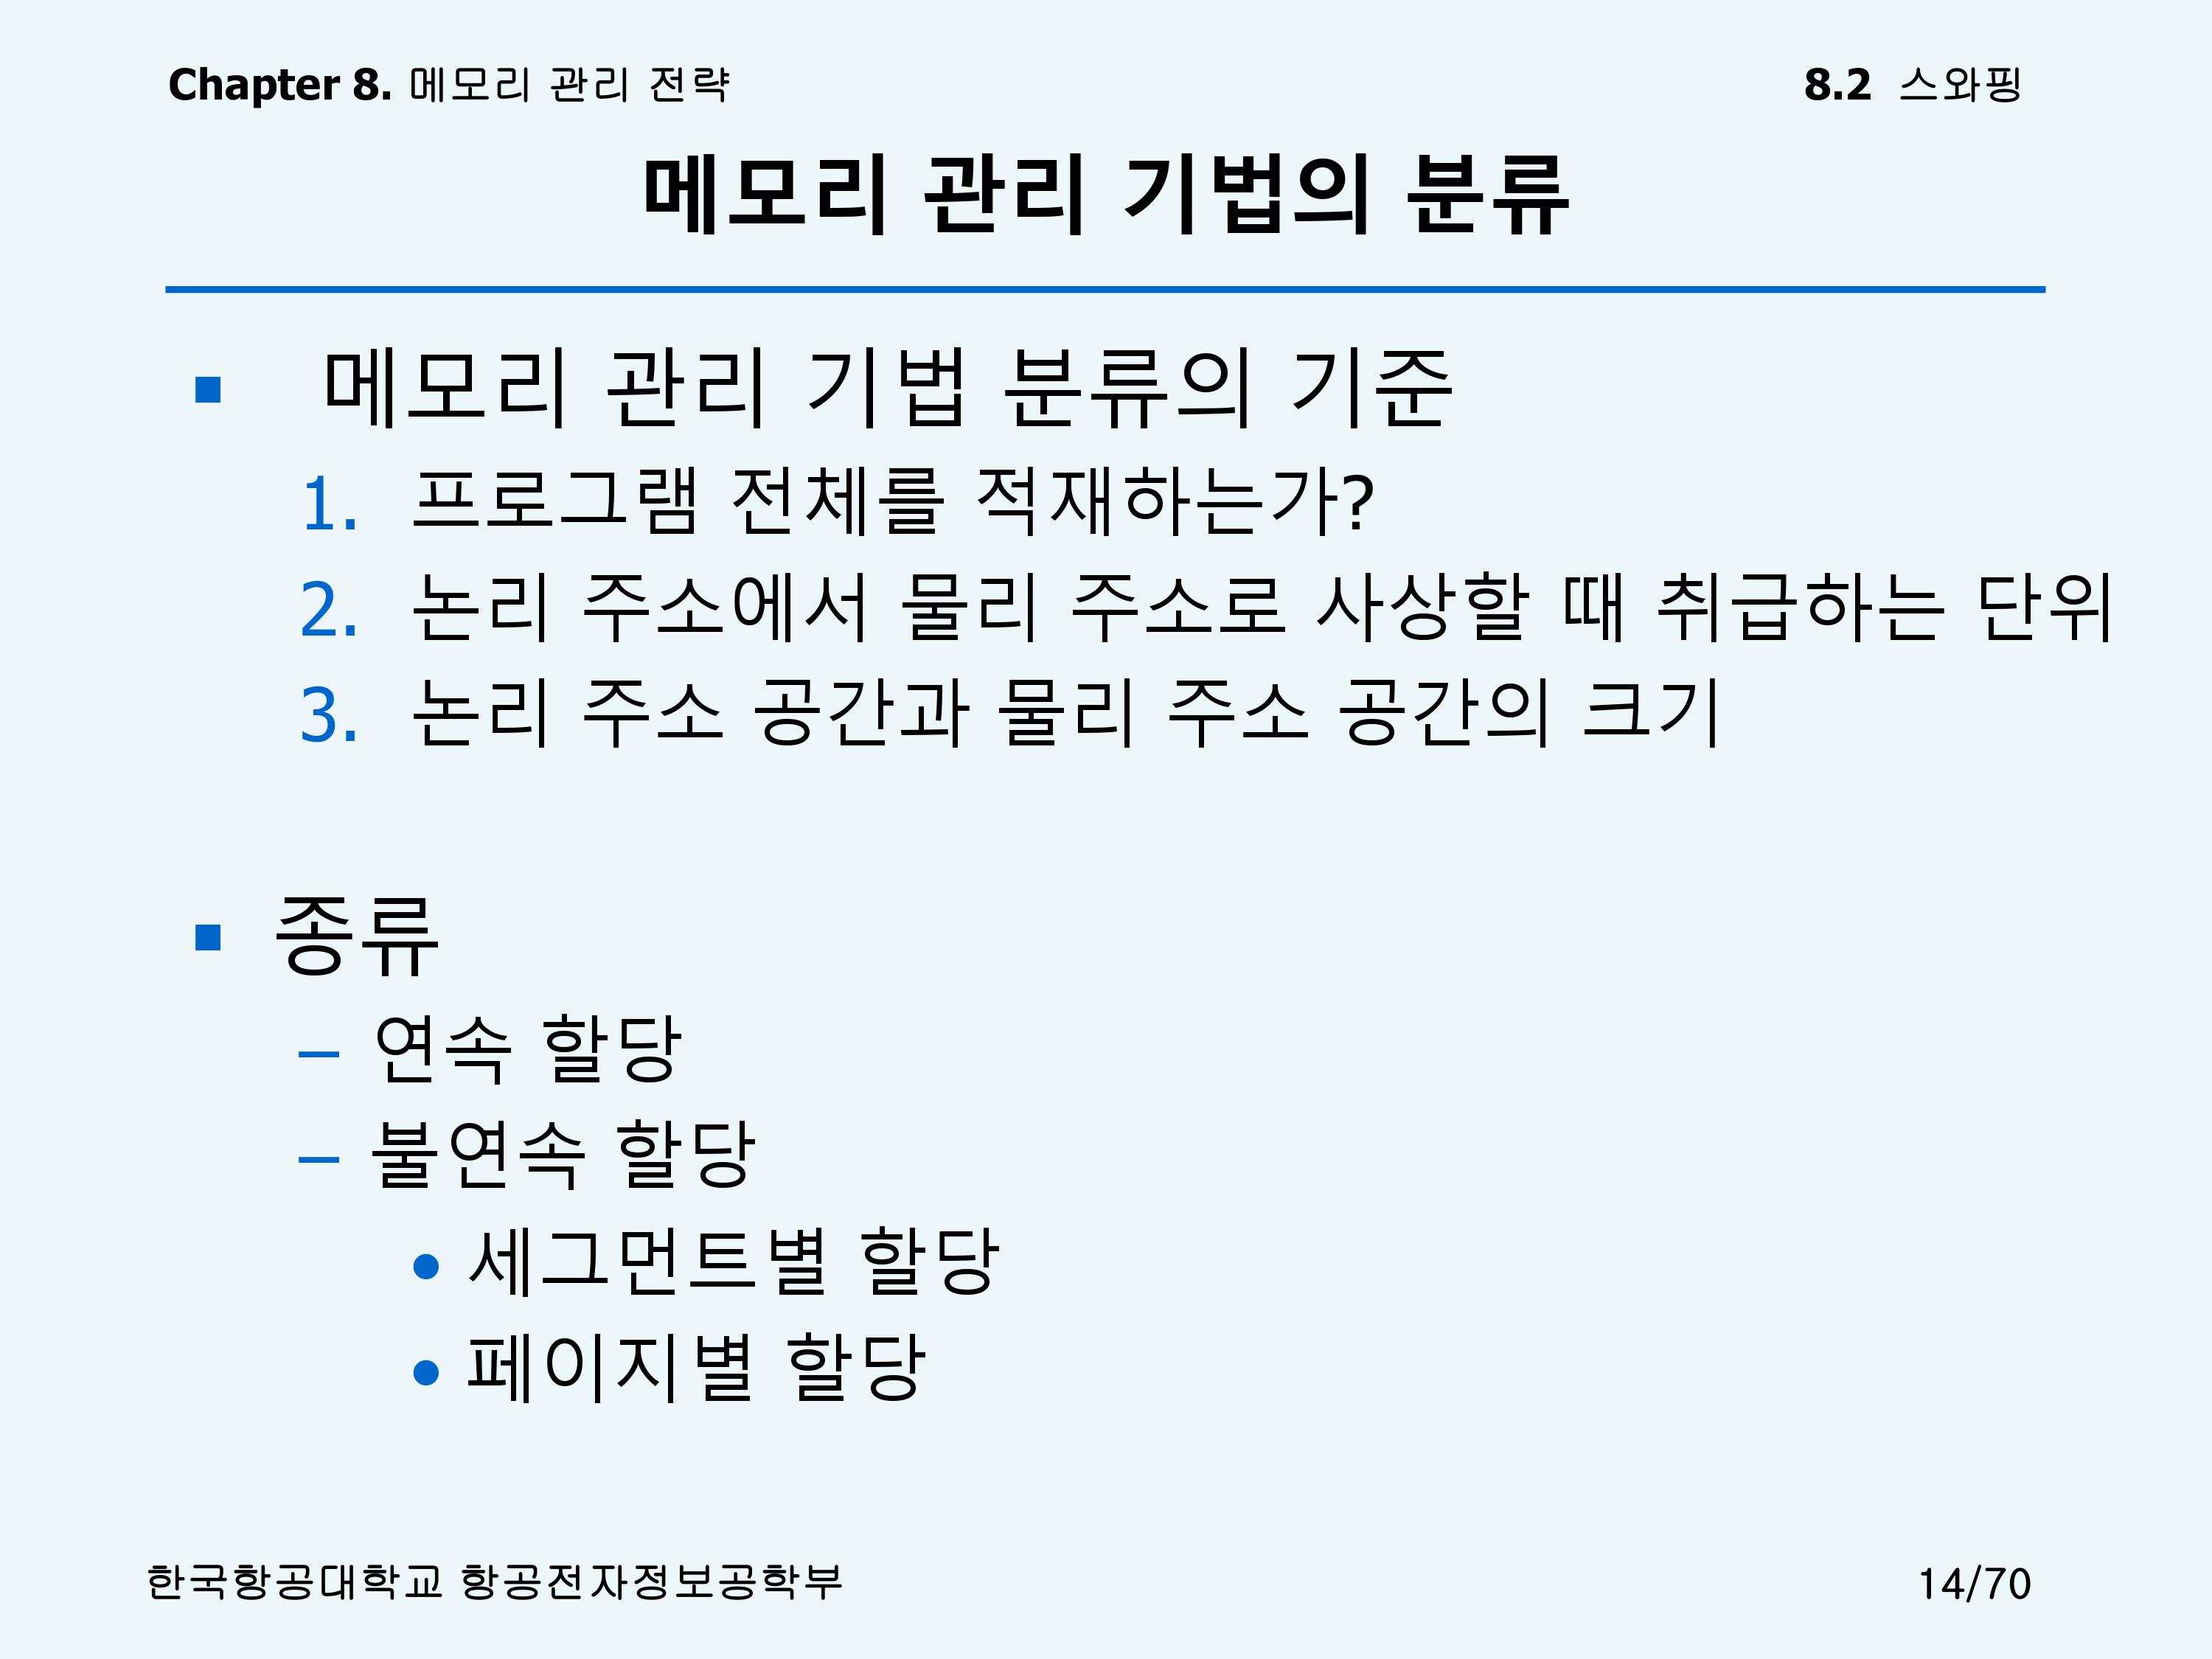 Chapter 8. 메모리 관리 전략
8.2 스와핑
메모리 관리 기법의 분류
▪ 메모리 관리 기법 분류의 기준
1. 프로그램 전체를 적재하는가?
2. 논리 주소에서 물리 주소로 사상할 때 취급하는 단위
3. 논리 주소 공간과 물리 주소 공간의 크기
▪ 종류
– 연속 할당
– 불연속 할당
• 세그먼트별 할당
• 페이지별 할당
한국항공대학교 항공전자정보공학부
14/70